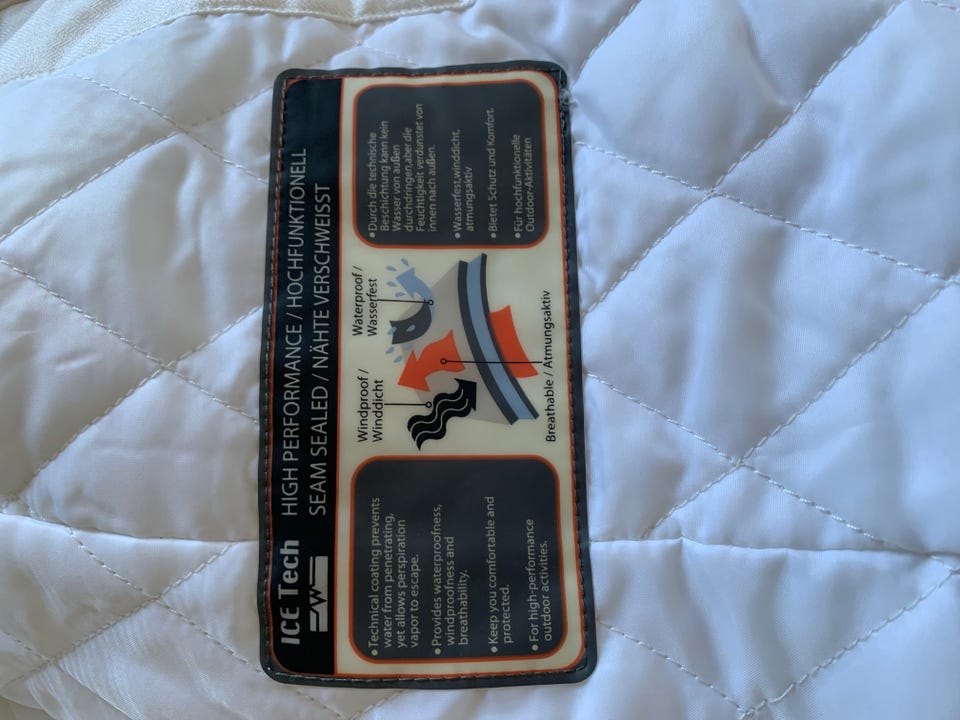 ICE Tech
HIGH PERFORMANCE / HOCHFUNKTIONELL
SEAM SEALED / NÄHTE VERSCHWEISST
• Technical coating prevents
water from penetrating,
yet allows perspiration
vapor to escape.
• Provides waterproofness,
windproofness and
breathability.
• Keep you comfortable and
protected.
• For high-performance
outdoor activities.
Windproof /
Winddicht
Waterproof /
Wasserfest
Breathable / Atmungsaktiv
• Durch die technische
Beschichtung kann kein
Wasser von außen
durchdringen,aber die
Feuchtigkeit verdunstet von
innen nach außen.
• Wasserfest,winddicht,
atmungsaktiv
• Bietet Schutz und Komfort.
• Für hochfunktionelle
Outdoor-Aktivitäten